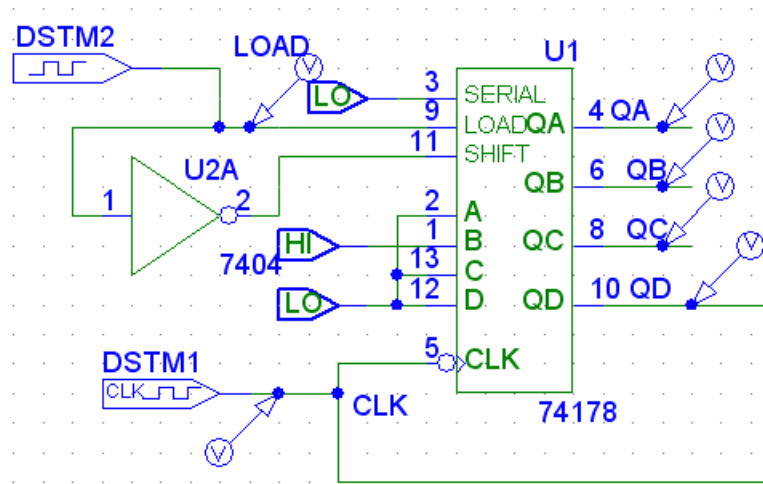 DSTM2
LOAD
V
U1
LO
3
SERIAL
9
LOAD
QA
4
QA
V
11
SHIFT
U2A
1
2
QB
6
QB
V
2
A
HI
1
B
QC
8
QC
V
7404
13
C
LO
12
D
QD
10
QD
V
5
CLK
DSTM1
CLK
CLK
74178
V